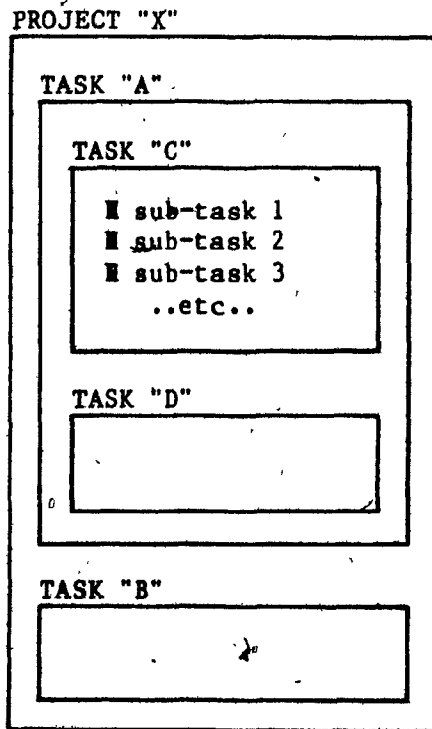 PROJECT "X"
TASK "A"
TASK "C"
■ sub-task 1
■ sub-task 2
■ sub-task 3
..etc..
TASK "D"
TASK "B"